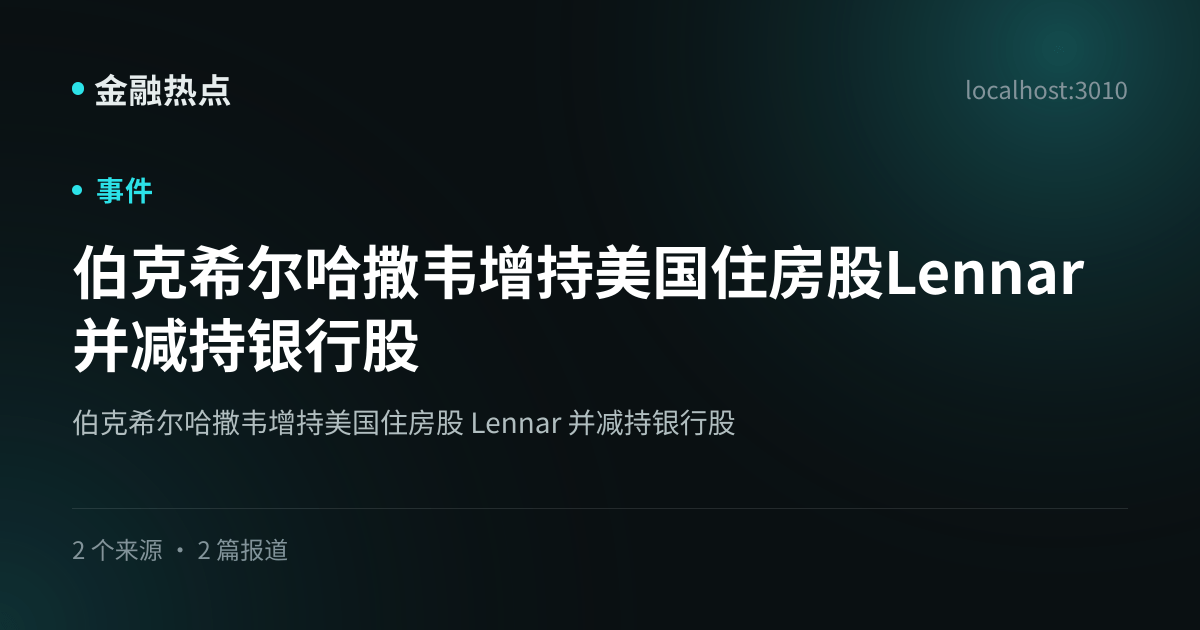 金融热点
localhost:3010
事件
伯克希尔哈撒韦增持美国住房股Lennar
并减持银行股
伯克希尔哈撒韦增持美国住房股 Lennar 并减持银行股
2 个来源 · 2 篇报道